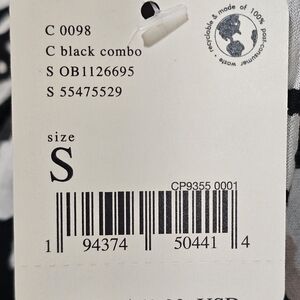 C 0098
C black combo
S OB1126695
S 55475529
recyclable & made of 100% post-consumer waste •
size
S
CP9355 0001
1 94374 50441 4
USD